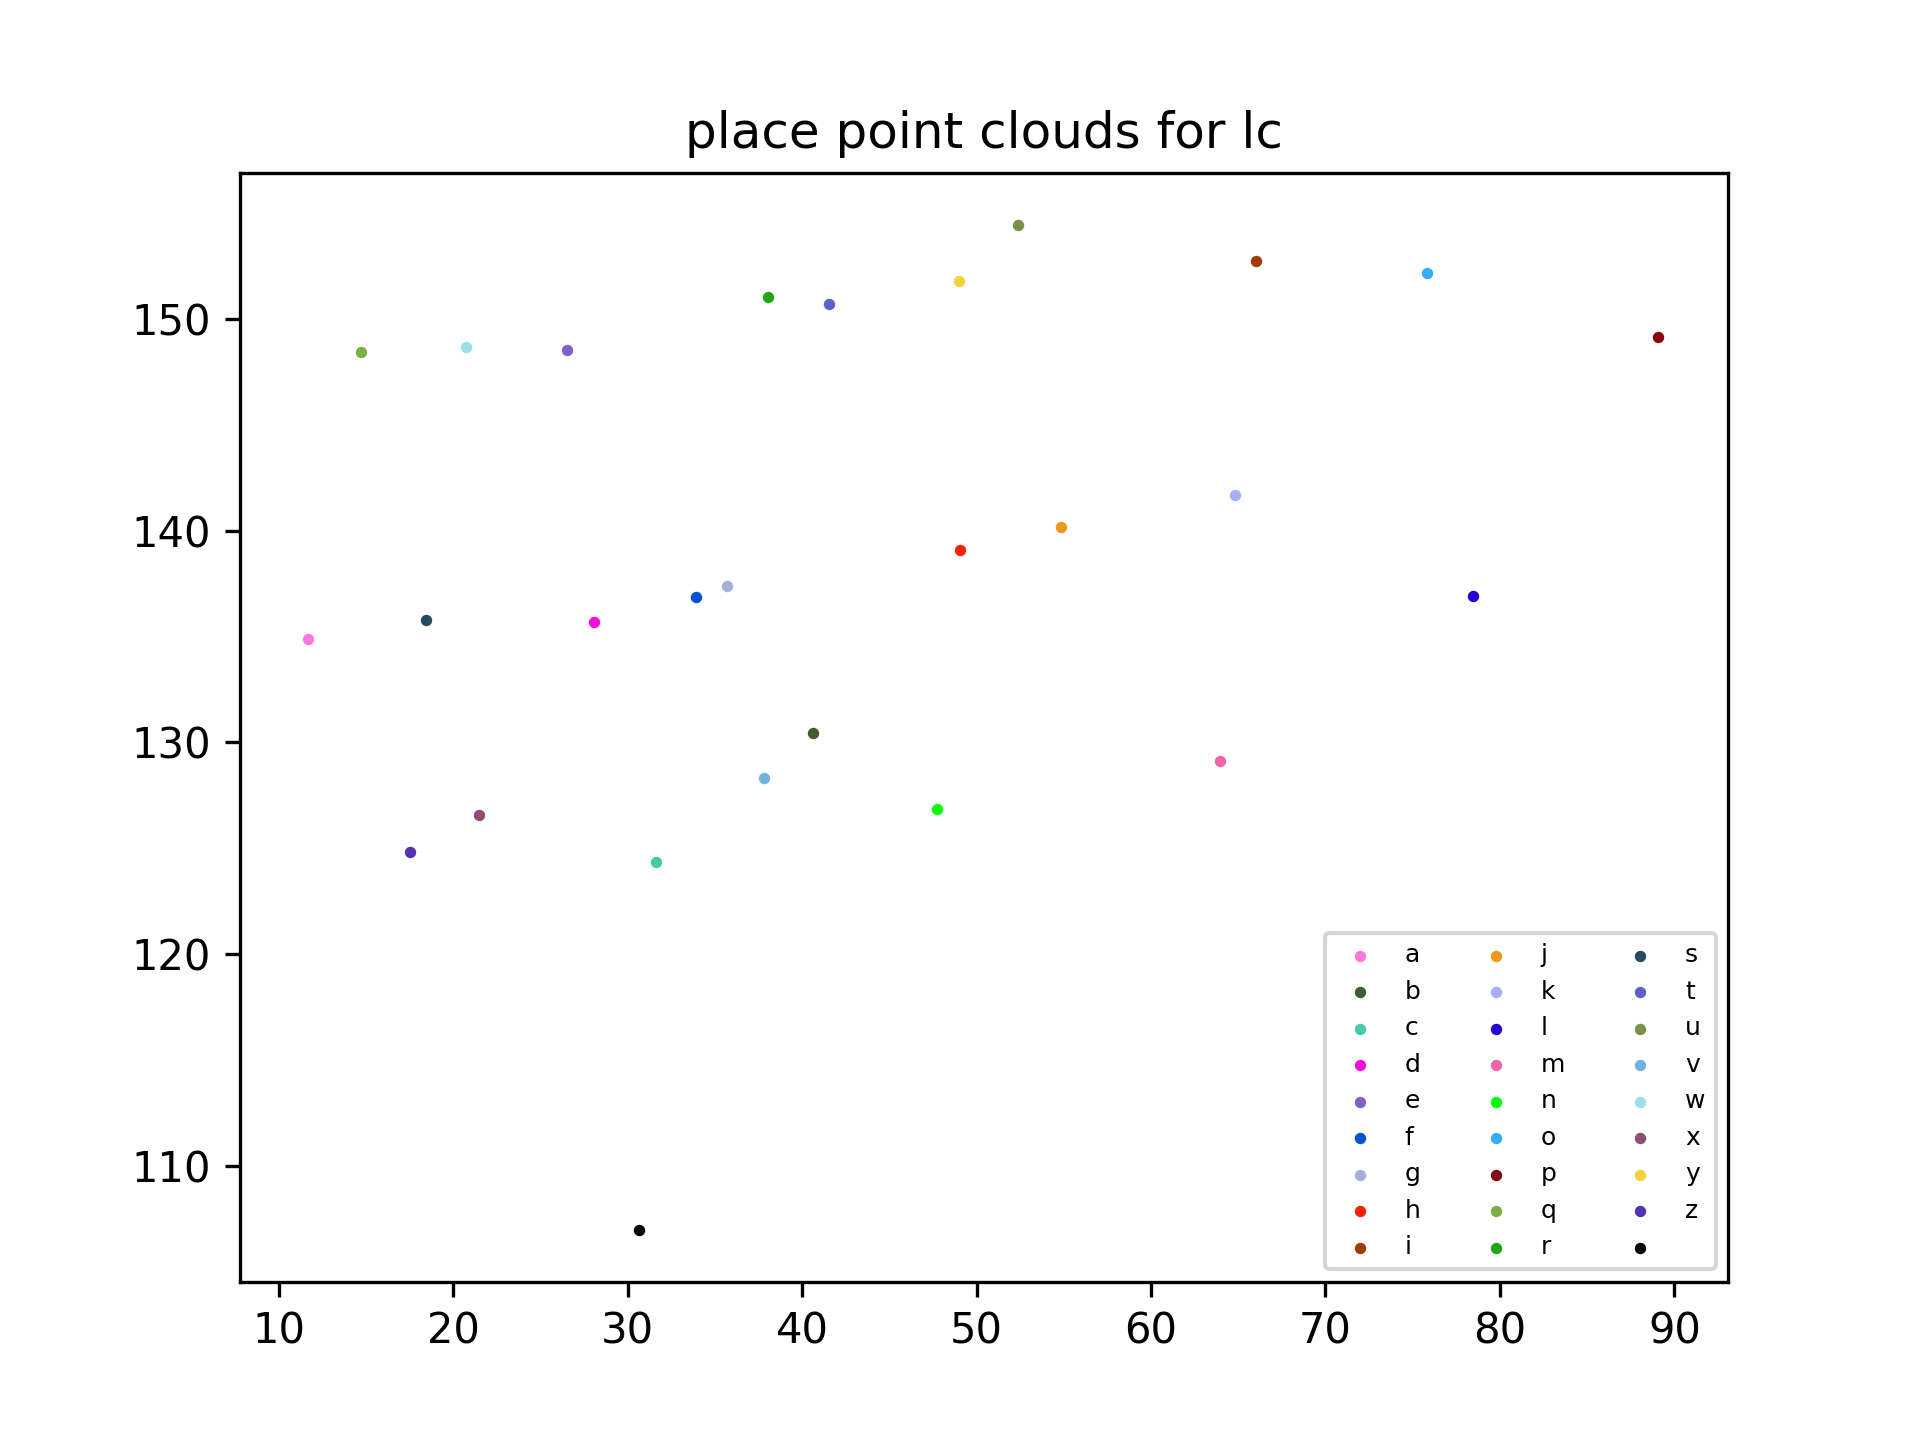 place point clouds for lc
150
140
130
120
110
10 20 30 40 50 60 70 80 90
a j s
b k t
c l u
d m v
e n w
f o x
g p y
h q z
i r